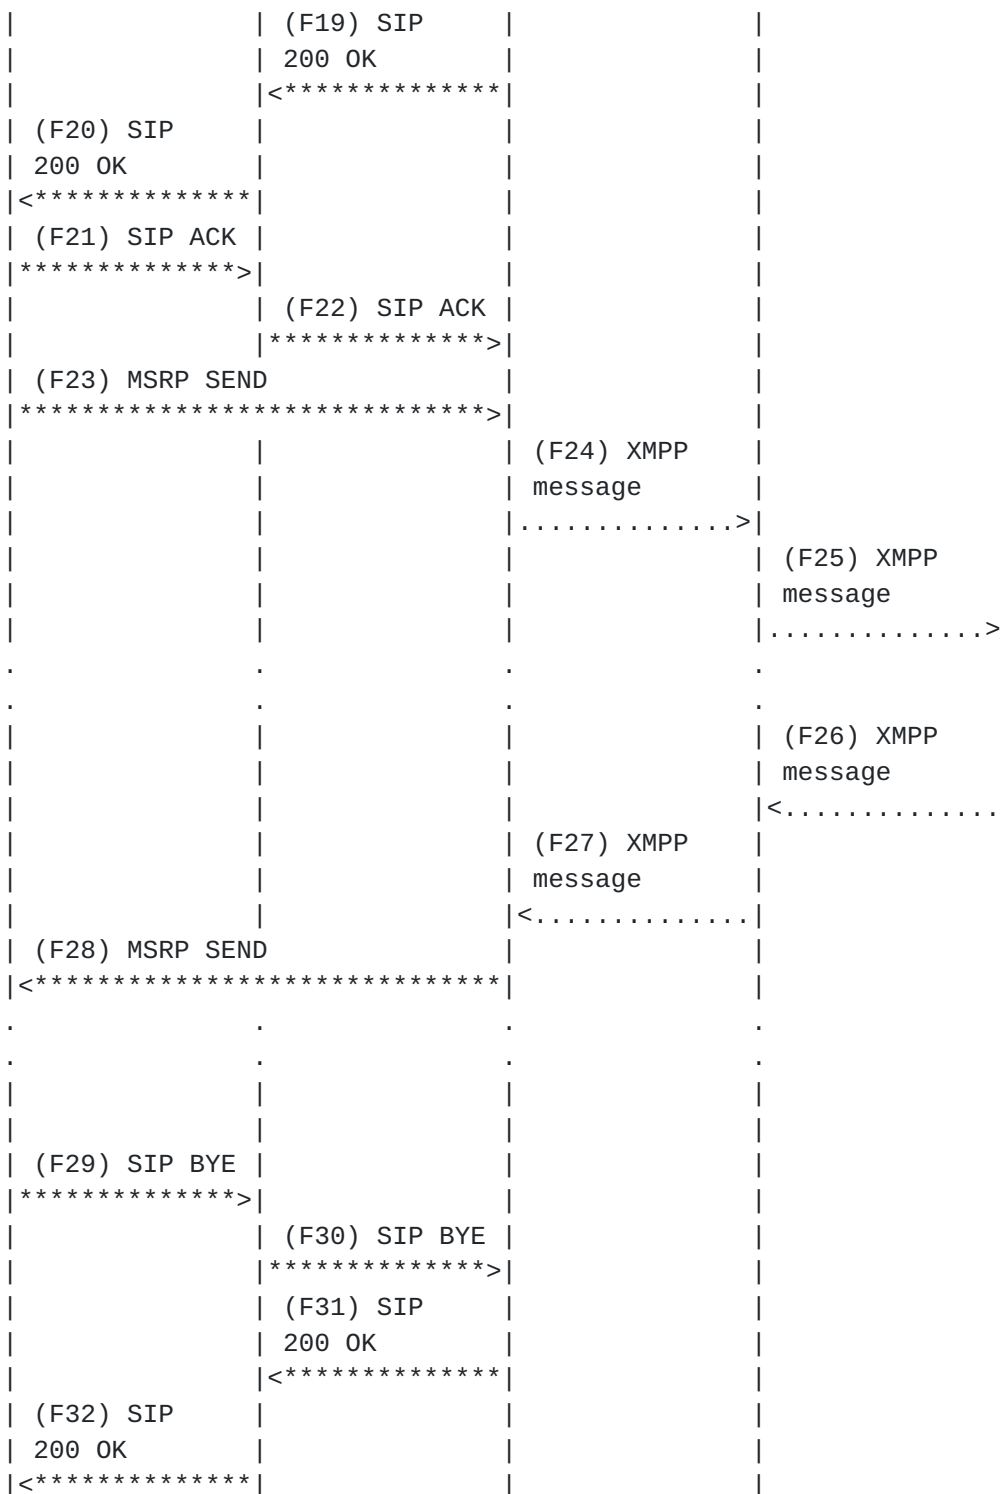 |               | (F19) SIP     |               |
|               | 200 OK        |               |
|               |<**************|               |
| (F20) SIP     |               |               |
| 200 OK        |               |               |
|<**************|               |               |
| (F21) SIP ACK |               |               |
|**************>|               |               |
|               | (F22) SIP ACK |               |
|               |**************>|               |
| (F23) MSRP SEND               |               |
|******************************>|               |
|               |               | (F24) XMPP    |
|               |               | message       |
|               |               |..............>|
|               |               |               | (F25) XMPP
|               |               |               | message
|               |               |               |..............>
.               .               .               .
.               .               .               .
|               |               |               | (F26) XMPP
|               |               |               | message
|               |               |               |<..............
|               |               | (F27) XMPP    |
|               |               | message       |
|               |               |<..............|
| (F28) MSRP SEND               |               |
|<******************************|               |
.               .               .               .
.               .               .               .
|               |               |               |
|               |               |               |
| (F29) SIP BYE |               |               |
|**************>|               |               |
|               | (F30) SIP BYE |               |
|               |**************>|               |
|               | (F31) SIP     |               |
|               | 200 OK        |               |
|               |<**************|               |
| (F32) SIP     |               |               |
| 200 OK        |               |               |
|<**************|               |               |